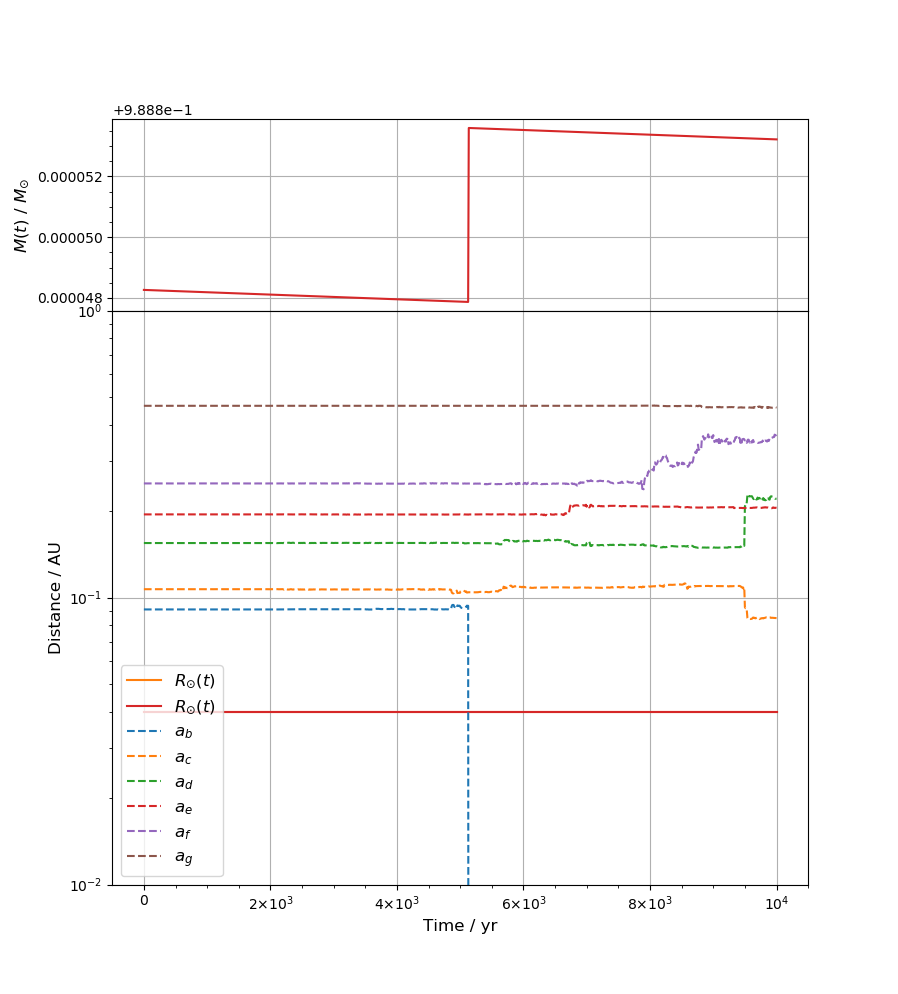 +9.888e−1
M(t) / M⊙
0.000052
0.000050
0.000048
10⁰
10⁻¹
10⁻²
Distance / AU
R⊙(t)
R⊙(t)
a_b
a_c
a_d
a_e
a_f
a_g
0 2×10³ 4×10³ 6×10³ 8×10³ 10⁴
Time / yr